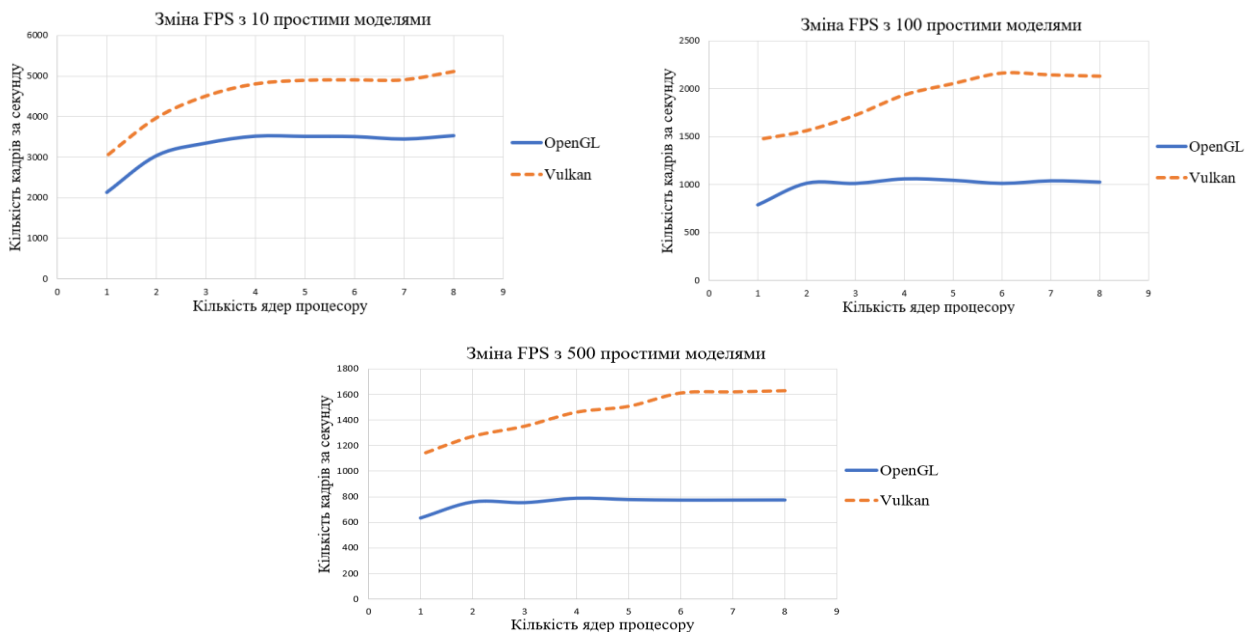 Зміна FPS з 10 простими моделями
Кількість кадрів за секунду
6000
5000
4000
3000
2000
1000
0
0 1 2 3 4 5 6 7 8 9
Кількість ядер процесору
OpenGL
Vulkan
Зміна FPS з 100 простими моделями
Кількість кадрів за секунду
2500
2000
1500
1000
500
0
0 1 2 3 4 5 6 7 8 9
Кількість ядер процесору
OpenGL
Vulkan
Зміна FPS з 500 простими моделями
Кількість кадрів за секунду
1800
1600
1400
1200
1000
800
600
400
200
0
0 1 2 3 4 5 6 7 8 9
Кількість ядер процесору
OpenGL
Vulkan